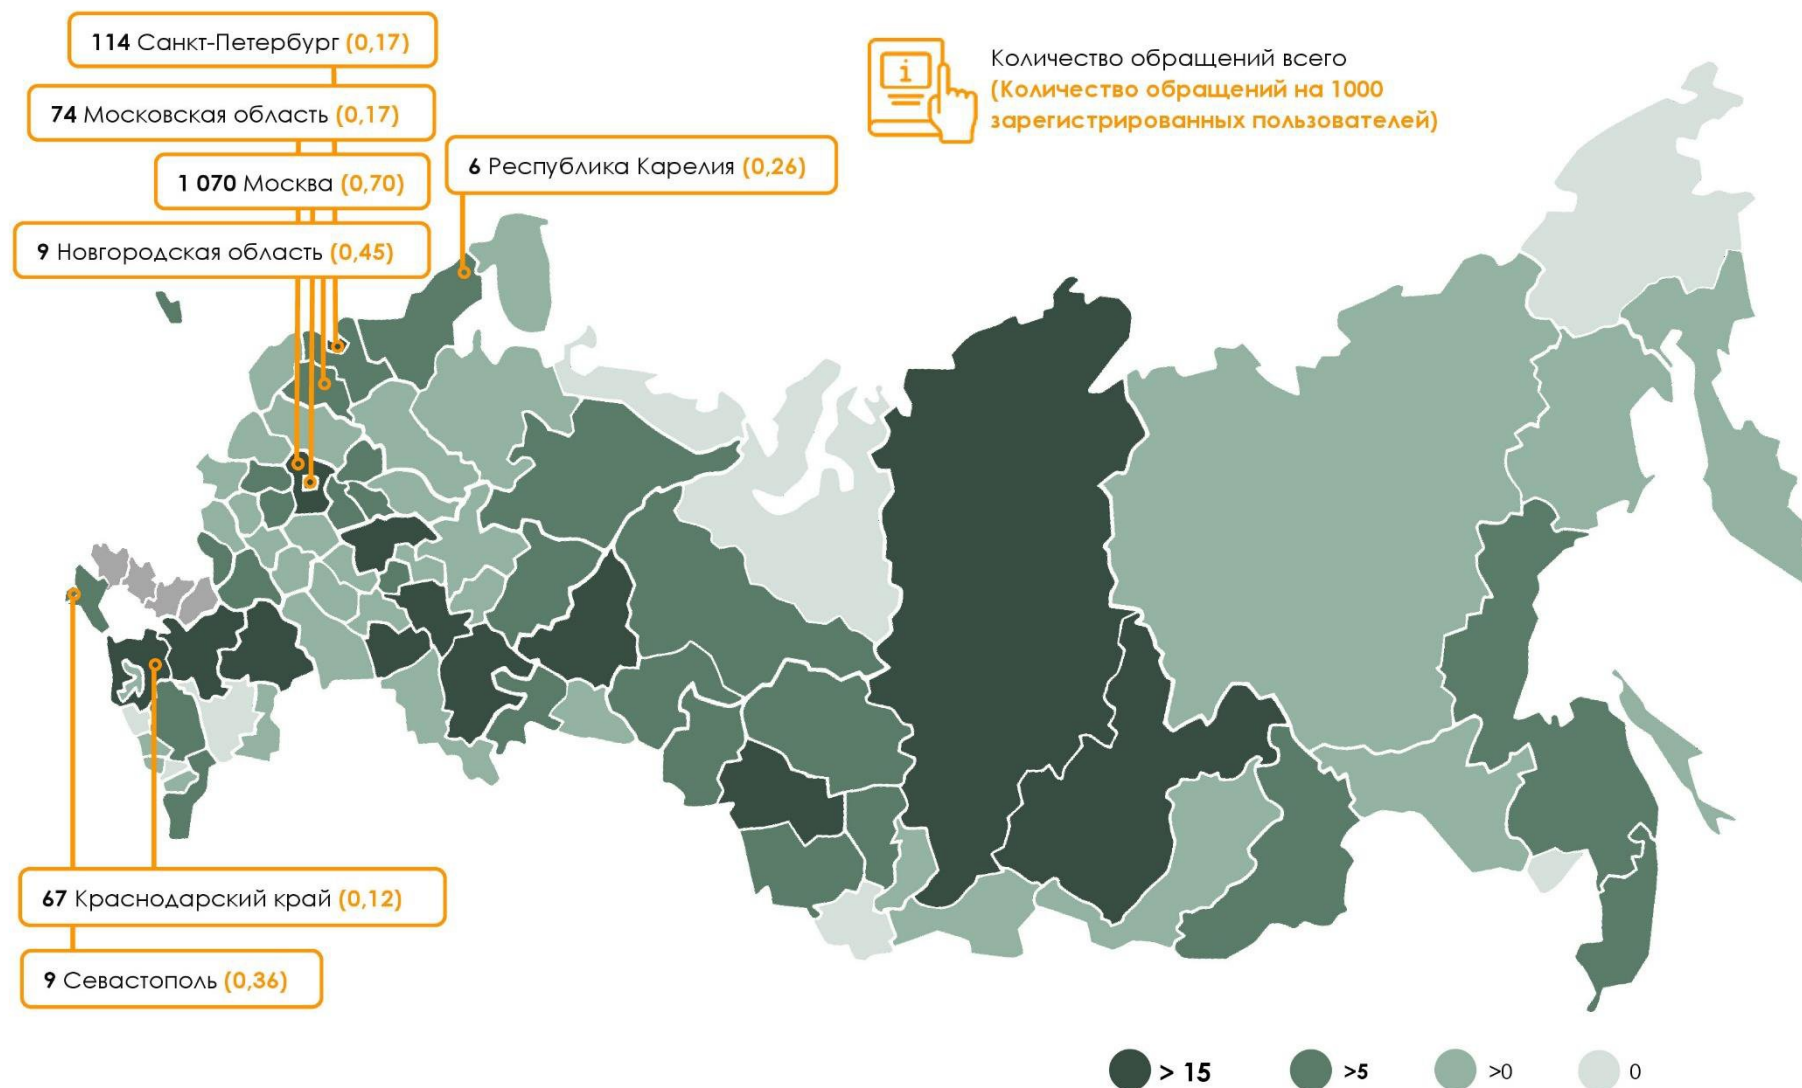 114 Санкт-Петербург (0,17)
74 Московская область (0,17)
1 070 Москва (0,70)
9 Новгородская область (0,45)
6 Республика Карелия (0,26)
i
Количество обращений всего
(Количество обращений на 1000
зарегистрированных пользователей)
67 Краснодарский край (0,12)
9 Севастополь (0,36)
> 15
>5
>0
0